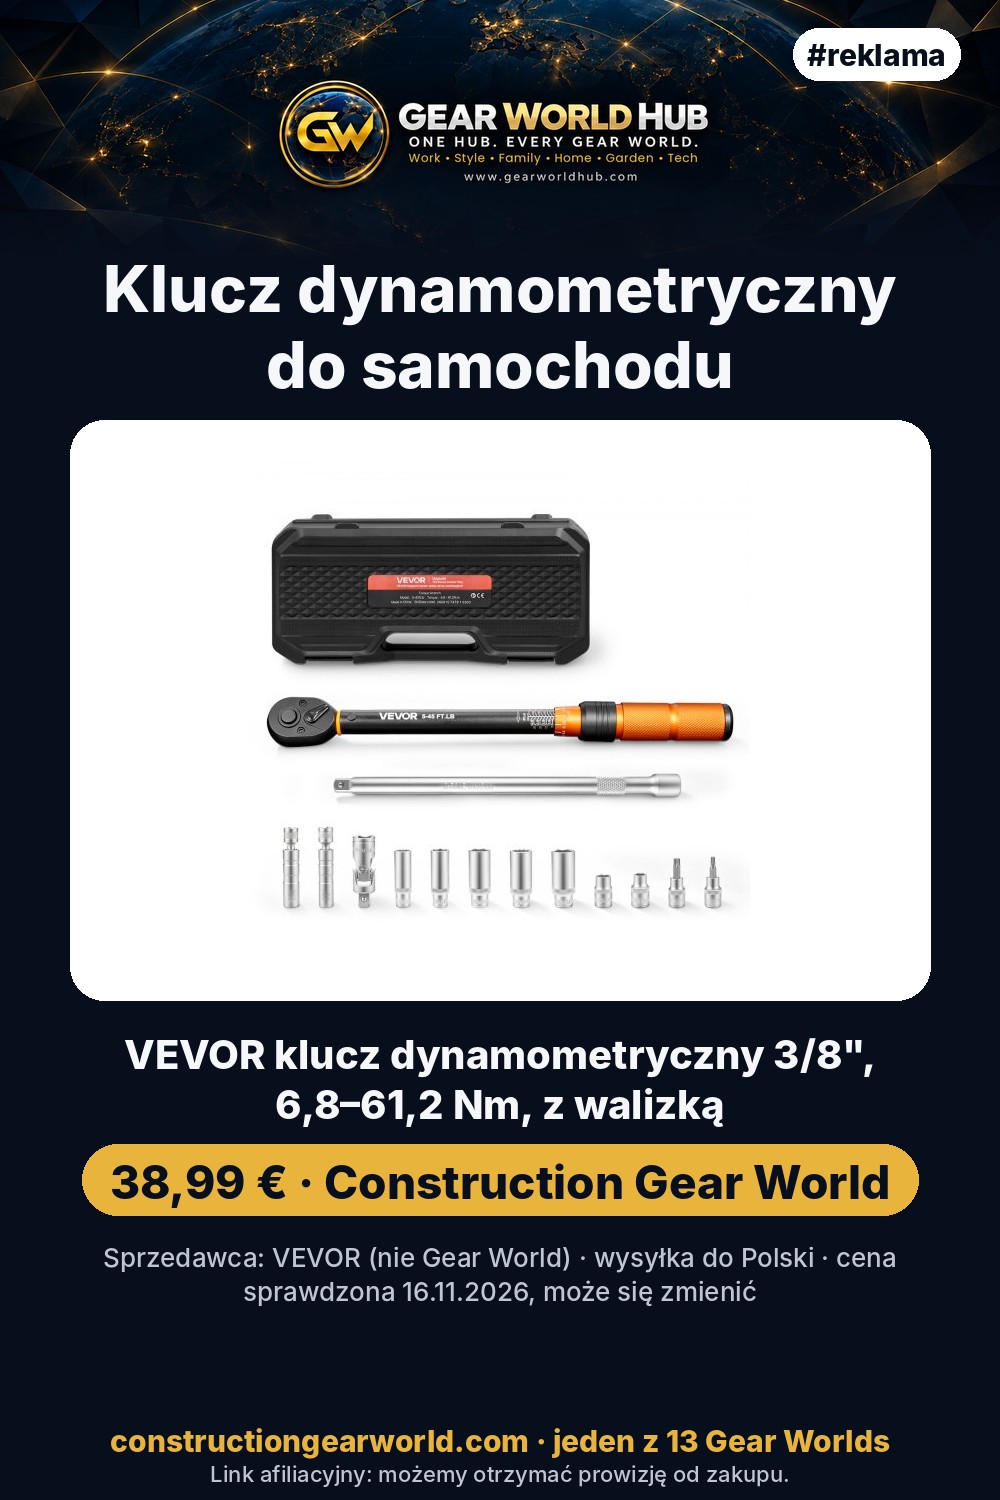 #reklama
GW
GEAR WORLD HUB
ONE HUB. EVERY GEAR WORLD.
Work • Style • Family • Home • Garden • Tech
www.gearworldhub.com
Klucz dynamometryczny
do samochodu
VEVOR
VEVOR 5-45 FT.LB
VEVOR klucz dynamometryczny 3/8",
6,8–61,2 Nm, z walizką
38,99 € · Construction Gear World
Sprzedawca: VEVOR (nie Gear World) · wysyłka do Polski · cena
sprawdzona 16.11.2026, może się zmienić
constructiongearworld.com · jeden z 13 Gear Worlds
Link afiliacyjny: możemy otrzymać prowizję od zakupu.